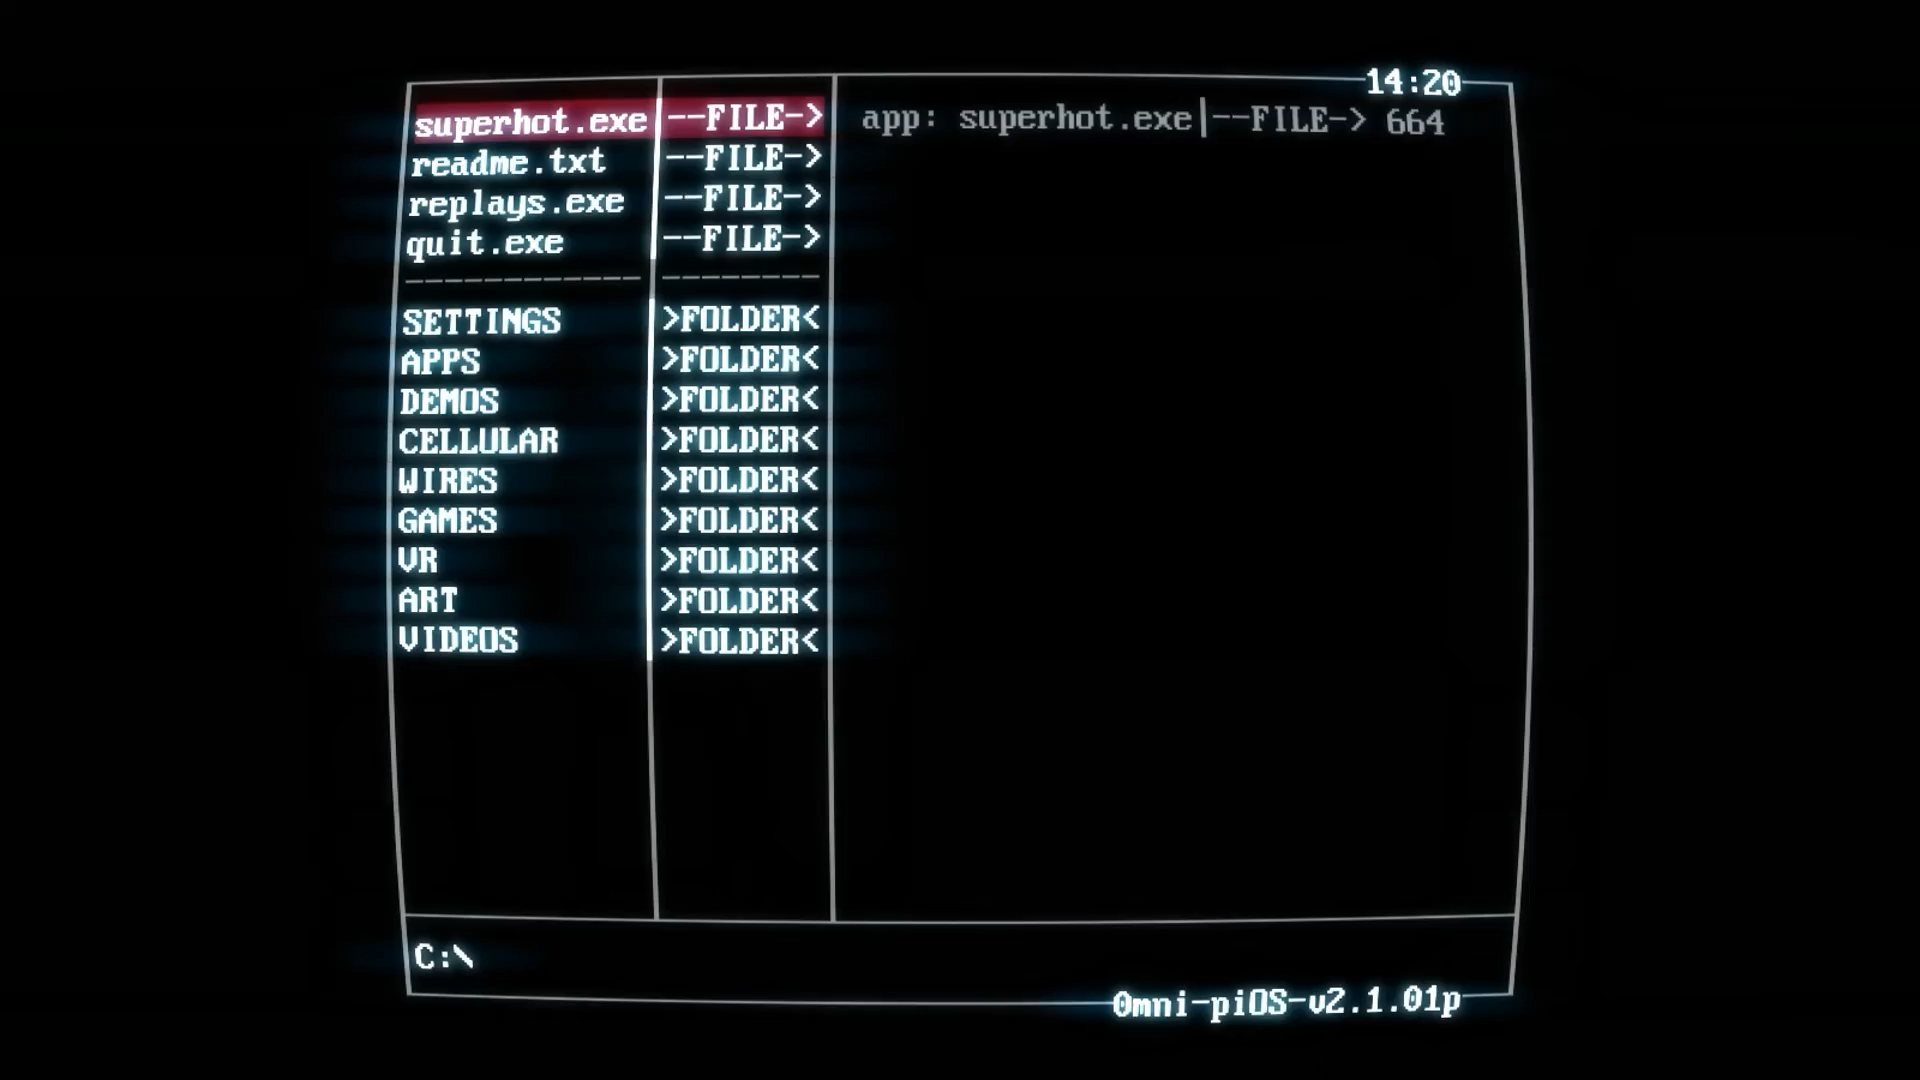 14:20
superhot.exe|--FILE-> app: superhot.exe|--FILE-> 664
readme.txt |--FILE->
replays.exe |--FILE->
quit.exe |--FILE->
------------ --------
SETTINGS |>FOLDER<
APPS |>FOLDER<
DEMOS |>FOLDER<
CELLULAR |>FOLDER<
WIRES |>FOLDER<
GAMES |>FOLDER<
VR |>FOLDER<
ART |>FOLDER<
VIDEOS |>FOLDER<
C:\
0mni-piOS-v2.1.01p